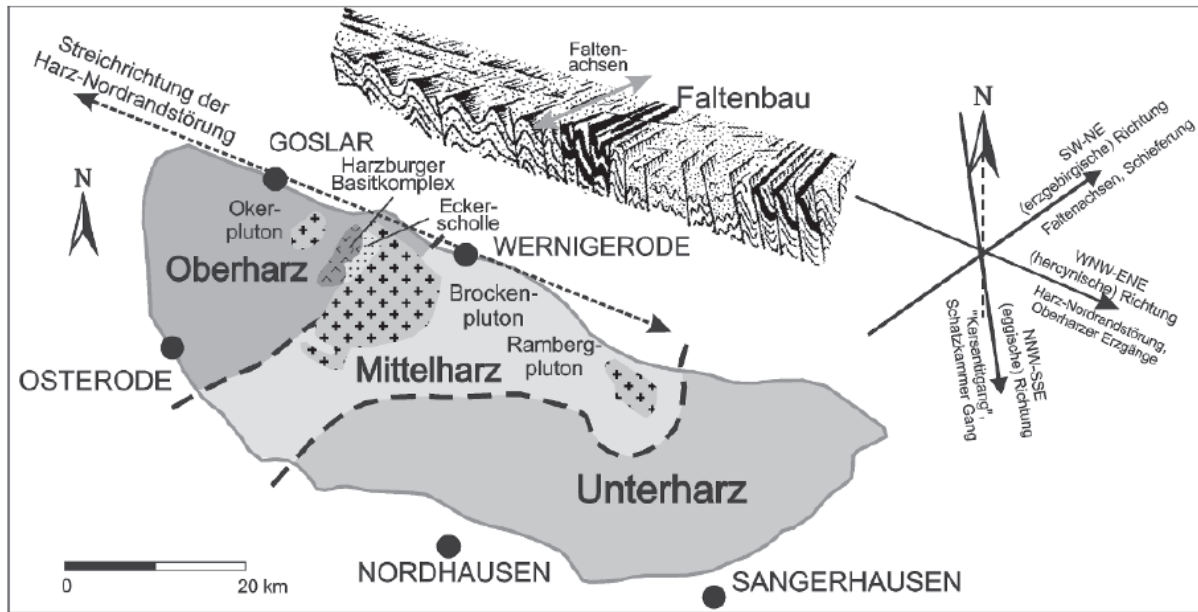 Streichrichtung der
Harz-Nordrandstörung
Falten-
achsen
Faltenbau
N
GOSLAR
Harzburger
Basitkomplex
Ecker-
scholle
Oker-
pluton
Oberharz
WERNIGERODE
Brocken-
pluton
Ramberg-
pluton
Mittelharz
OSTERODE
Unterharz
NORDHAUSEN
SANGERHAUSEN
0
20 km
N
SW-NE
(erzgebirgische) Richtung
Faltenachsen, Schieferung
WNW-ENE
(hercynische) Richtung
Harz-Nordrandstörung,
Oberharzer Erzgänge
NNW-SSE
(eggische) Richtung
"Kersantitgang",
Schatzkammer Gang